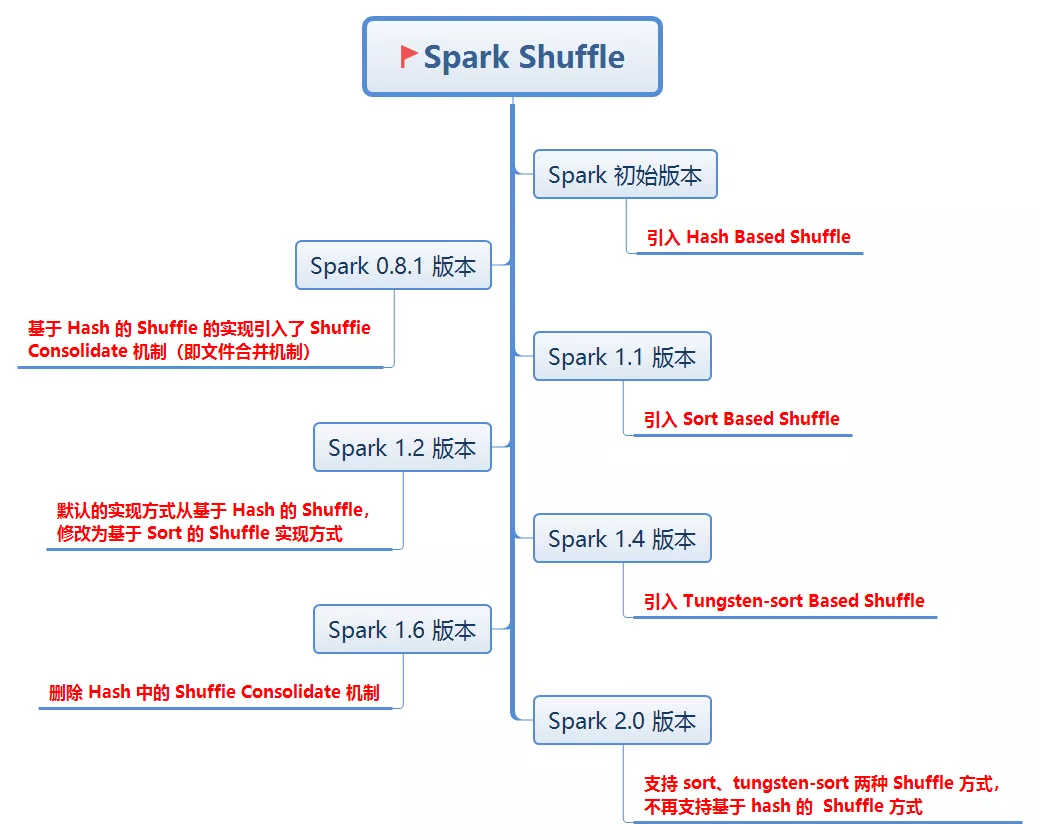 Spark Shuffle
Spark 初始版本
引入 Hash Based Shuffle
Spark 0.8.1 版本
基于 Hash 的 Shuffie 的实现引入了 Shuffie
Consolidate 机制（即文件合并机制）
Spark 1.1 版本
引入 Sort Based Shuffle
Spark 1.2 版本
默认的实现方式从基于 Hash 的 Shuffle，
修改为基于 Sort 的 Shuffle 实现方式
Spark 1.4 版本
引入 Tungsten-sort Based Shuffle
Spark 1.6 版本
删除 Hash 中的 Shuffie Consolidate 机制
Spark 2.0 版本
支持 sort、tungsten-sort 两种 Shuffle 方式，
不再支持基于 hash 的 Shuffle 方式